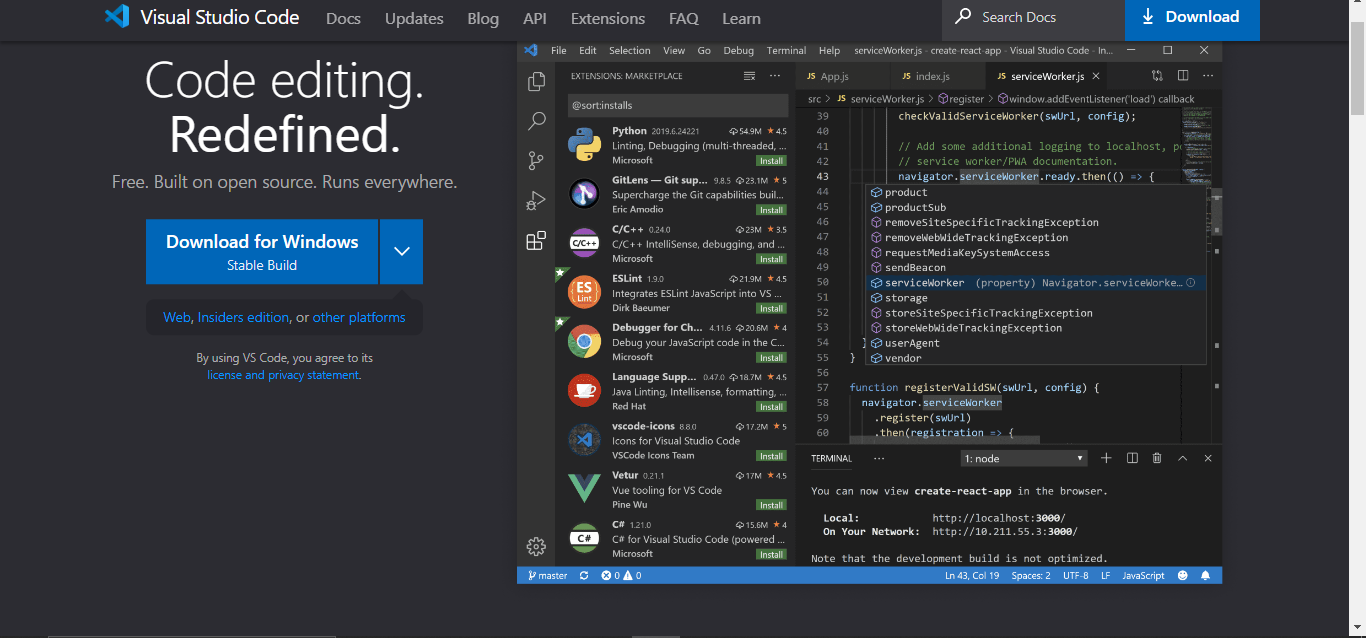 Visual Studio Code Docs Updates Blog API Extensions FAQ Learn Search Docs Download
Code editing.
Redefined.
Free. Built on open source. Runs everywhere.
Download for Windows
Stable Build
Web, Insiders edition, or other platforms
By using VS Code, you agree to its
license and privacy statement.
File Edit Selection View Go Debug Terminal Help serviceWorker.js - create-react-app - Visual Studio Code - In...
EXTENSIONS: MARKETPLACE ...
@sort:installs
Python 2019.6.24221 54.9M ★ 4.5
Linting, Debugging (multi-threaded, ...
Microsoft Install
GitLens — Git sup... 9.8.5 23.1M ★ 5
Supercharge the Git capabilities buil...
Eric Amodio Install
C/C++
C/C++ 0.24.0 23M ★ 3.5
C/C++ IntelliSense, debugging, and ...
Microsoft Install
ES
Lint
ESLint 1.9.0 21.9M ★ 4.5
Integrates ESLint JavaScript into VS ...
Dirk Baeumer Install
Debugger for Ch... 4.11.6 20.6M ★ 4
Debug your JavaScript code in the C...
Microsoft Install
Language Supp... 0.47.0 18.7M ★ 4.5
Java Linting, Intellisense, formatting, ...
Red Hat Install
vscode-icons 8.8.0 17.2M ★ 5
Icons for Visual Studio Code
VSCode Icons Team Install
Vetur 0.21.1 17M ★ 4.5
Vue tooling for VS Code
Pine Wu Install
C#
C# 1.21.0 15.6M ★ 4
C# for Visual Studio Code (powered ...
Microsoft Install
JS App.js JS index.js JS serviceWorker.js × ...
src > JS serviceWorker.js > register > window.addEventListener('load') callback
39 checkValidServiceWorker(swUrl, config);
40
41 // Add some additional logging to localhost, po
42 // service worker/PWA documentation.
43 navigator.serviceWorker.ready.then(() => {
44 product
45 productSub
46 removeSiteSpecificTrackingException
47 removeWebWideTrackingException
48 requestMediaKeySystemAccess
49 sendBeacon
50 serviceWorker (property) Navigator.serviceWorke...
51 storage
52 storeSiteSpecificTrackingException
53 storeWebWideTrackingException
54 } userAgent
55 } vendor
56
57 function registerValidSW(swUrl, config) {
58 navigator.serviceWorker
59 .register(swUrl)
60 .then(registration => {
TERMINAL ... 1: node
You can now view create-react-app in the browser.
Local: http://localhost:3000/
On Your Network: http://10.211.55.3:3000/
Note that the development build is not optimized.
master 0 0 Ln 43, Col 19 Spaces: 2 UTF-8 LF JavaScript